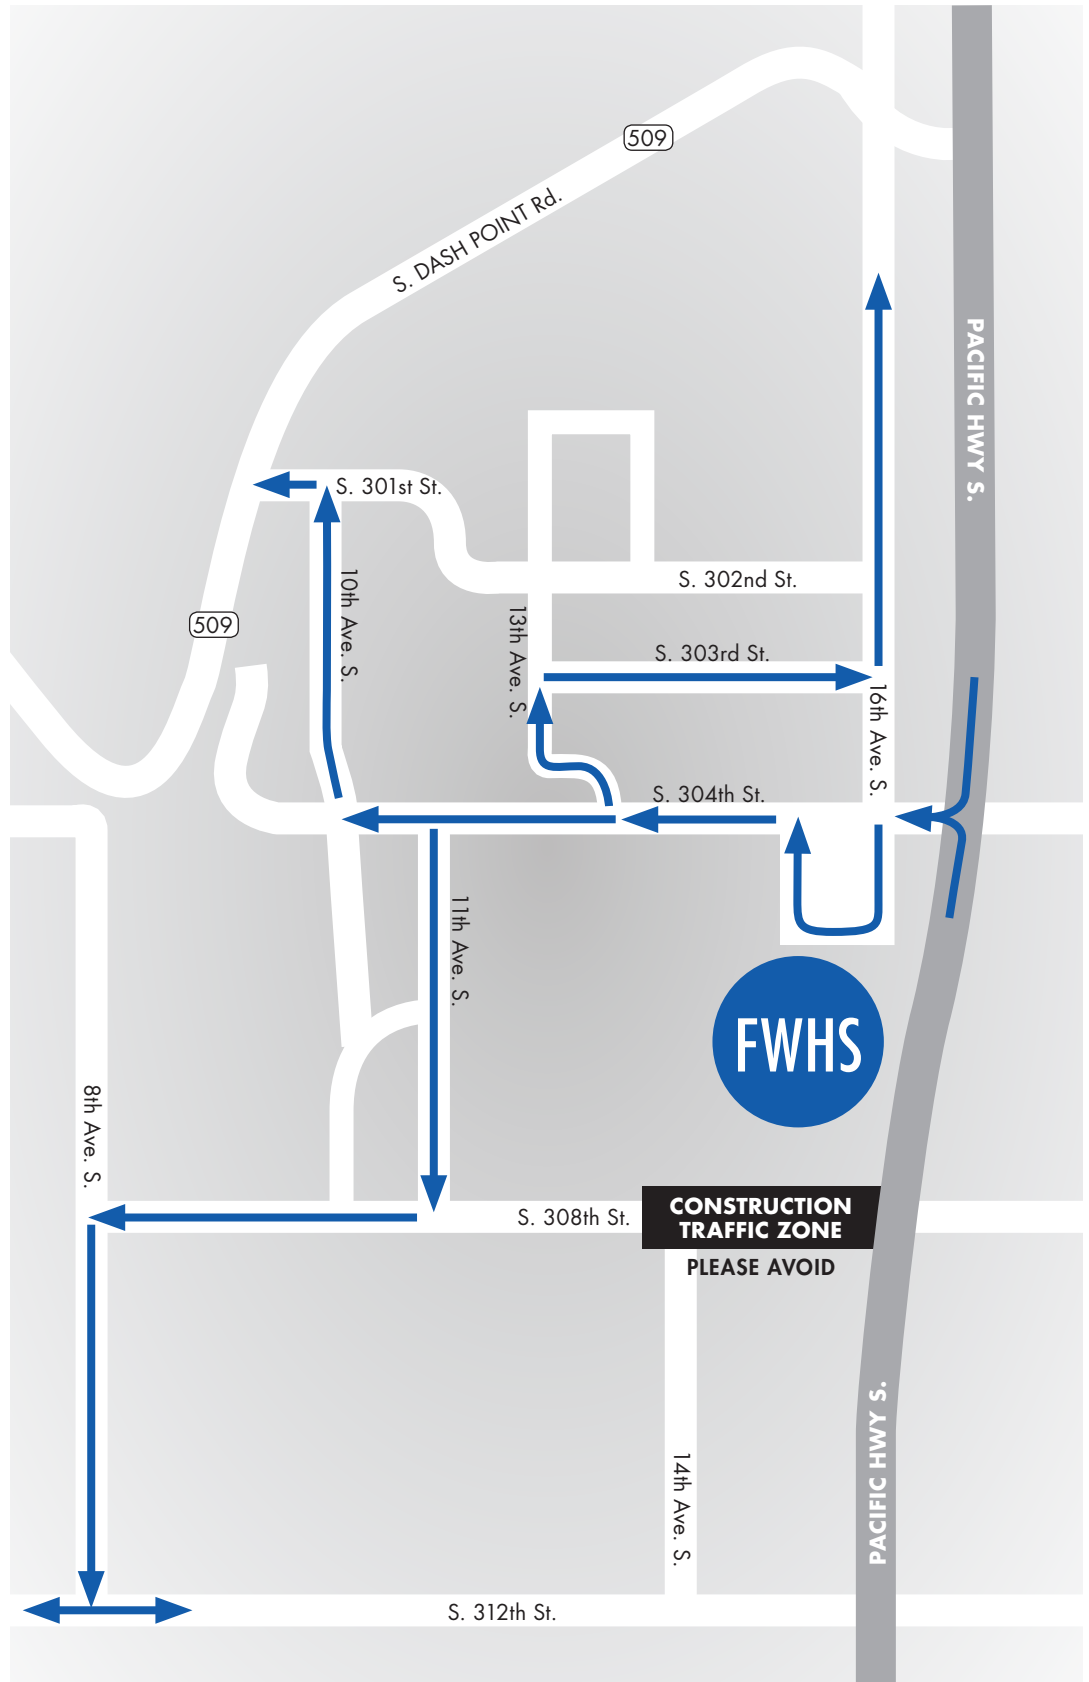 509
S. DASH POINT Rd.
PACIFIC HWY S.
S. 301st St.
10th Ave. S.
S. 302nd St.
509
13th Ave. S.
S. 303rd St.
16th Ave. S.
S. 304th St.
11th Ave. S.
FWHS
8th Ave. S.
S. 308th St.
CONSTRUCTION
TRAFFIC ZONE
PLEASE AVOID
PACIFIC HWY S.
14th Ave. S.
S. 312th St.